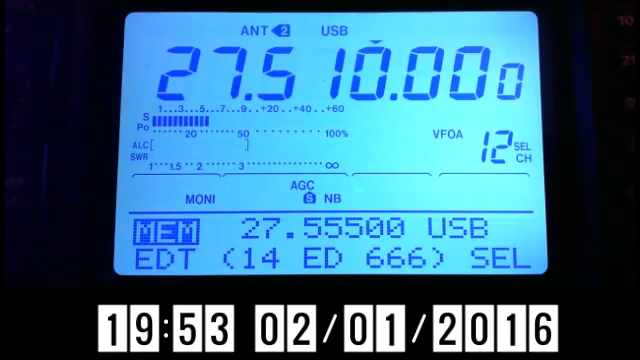 ANT 2 USB
27.510.000
S 1...3...5...7...9..+20..+40..+60
Po 20 50 100%
VFOA 12 SEL CH
ALC [ ]
SWR 1 1.5 2 3 ∞
AGC
MONI S NB
MEM 27.55500 USB
EDT (14 ED 666) SEL
19:53 02/01/2016